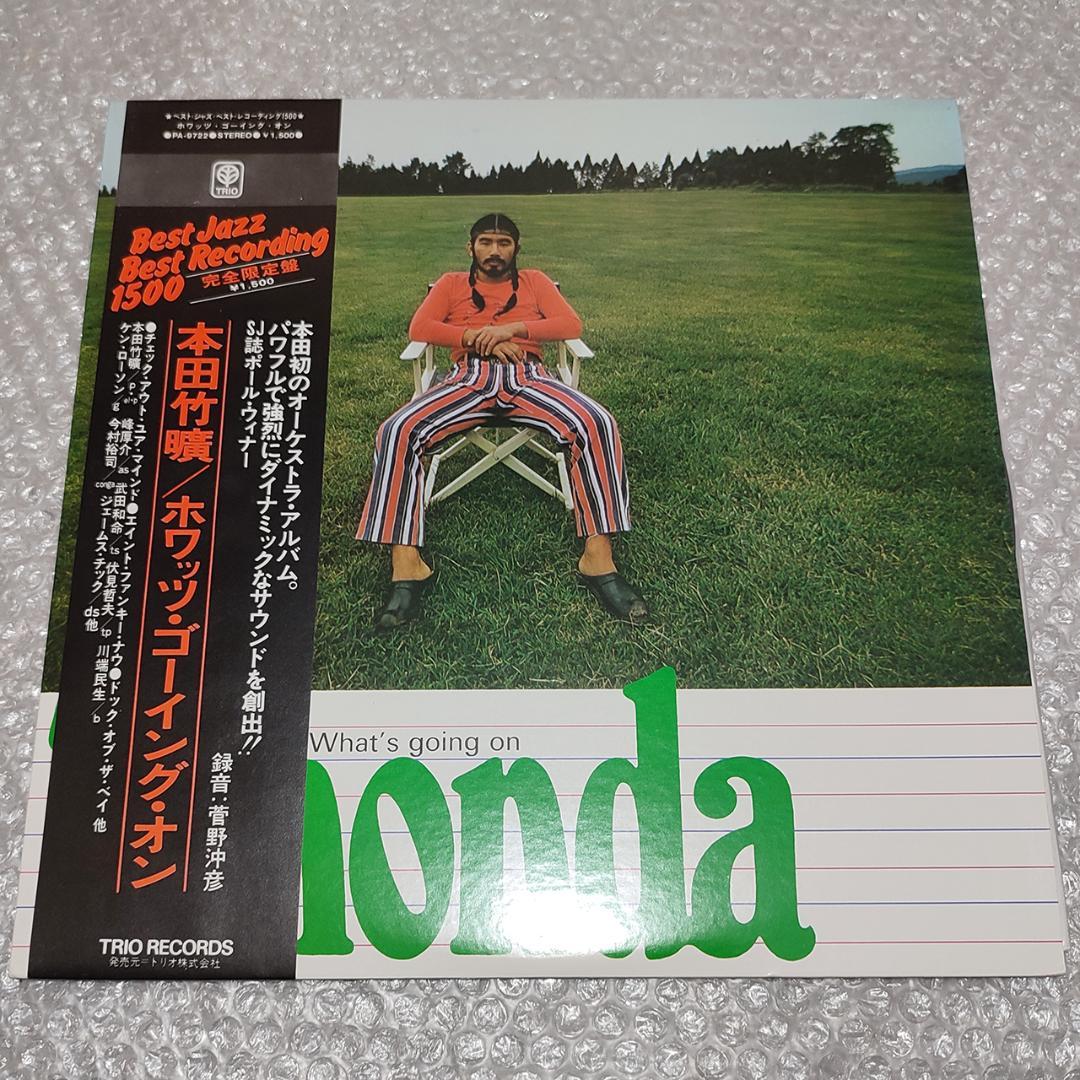 ★ベスト・ジャズ・ベスト・レコーディング1500★
ホワッツ・ゴーイング・オン
●PA-9722●STEREO●¥1,500●
TRIO
Best Jazz
Best Recording
1500
完全限定盤
¥1,500
本田初のオーケストラ・アルバム。
パワフルで強烈にダイナミックなサウンドを創出!!
SJ誌ポール・ウィナー
録音:菅野沖彦
本田竹曠/ホワッツ・ゴーイング・オン
●チェック・アウト・ユア・マインド●エイント・ファンキー・ナウ●ドック・オブ・ザ・ベイ 他
本田竹曠/p・el-p 峰厚介/as 武田和命/ts 伏見哲夫/tp 川端民生/b
ケン・ローソン/g 今村裕司/conga ジェームス・チック/ds他
TRIO RECORDS
発売元=トリオ株式会社
What's going on
honda